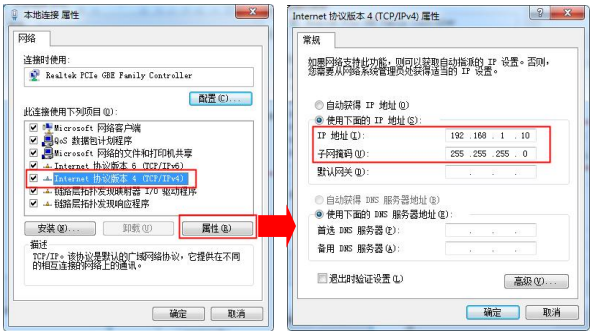 本地连接 属性
网络
连接时使用:
Realtek PCIe GBE Family Controller
配置(C)...
此连接使用下列项目(O):
Microsoft 网络客户端
QoS 数据包计划程序
Microsoft 网络的文件和打印机共享
Internet 协议版本 6 (TCP/IPv6)
Internet 协议版本 4 (TCP/IPv4)
链路层拓扑发现映射器 I/O 驱动程序
链路层拓扑发现响应程序
安装(N)...
卸载(U)
属性(R)
描述
TCP/IP。该协议是默认的广域网络协议，它提供在不同
的相互连接的网络上的通讯。
确定
取消
Internet 协议版本 4 (TCP/IPv4) 属性
常规
如果网络支持此功能，则可以获取自动指派的 IP 设置。否则，
您需要从网络系统管理员处获得适当的 IP 设置。
自动获得 IP 地址(O)
使用下面的 IP 地址(S):
IP 地址(I): 192 .168 . 1 . 10
子网掩码(U): 255 .255 .255 . 0
默认网关(D): . . .
自动获得 DNS 服务器地址(B)
使用下面的 DNS 服务器地址(E):
首选 DNS 服务器(P): . . .
备用 DNS 服务器(A): . . .
退出时验证设置(L)
高级(V)...
确定
取消